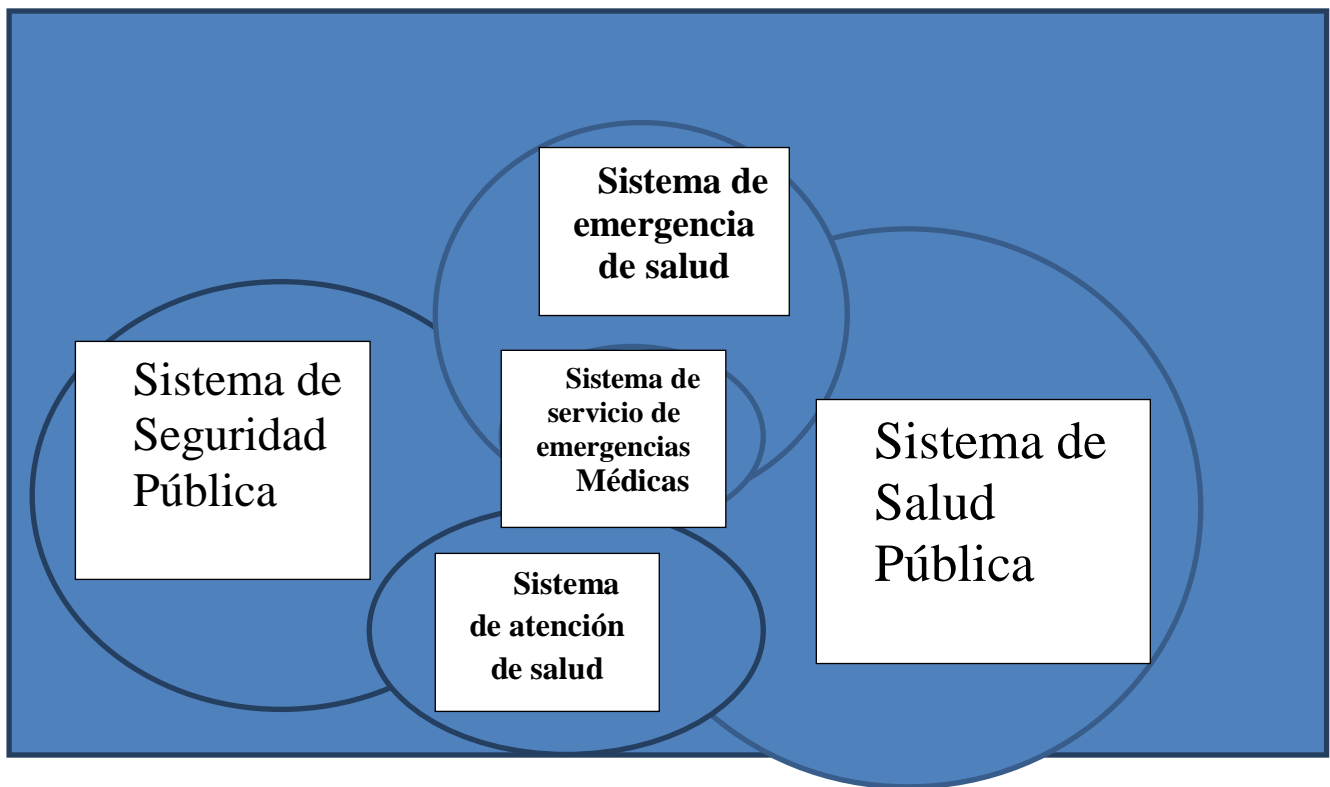 Sistema de
emergencia
de salud
Sistema de
Seguridad
Pública
Sistema de
servicio de
emergencias
Médicas
Sistema de
Salud
Pública
Sistema
de atención
de salud